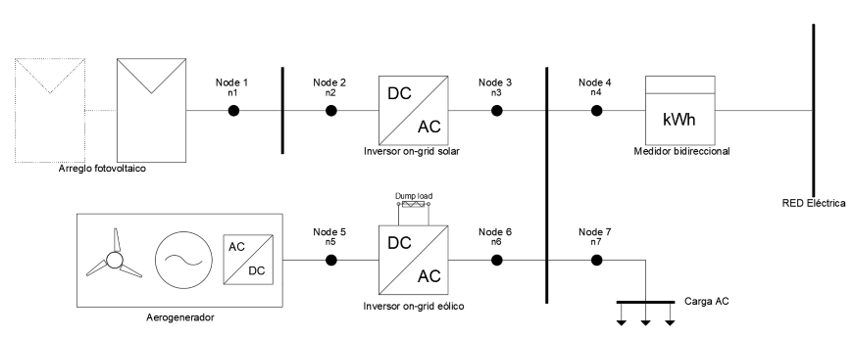 Node 1
n1
Node 2
n2
DC
AC
Node 3
n3
Node 4
n4
kWh
Arreglo fotovoltaico
Inversor on-grid solar
Medidor bidireccional
RED Eléctrica
Dump load
AC
DC
Node 5
n5
DC
AC
Node 6
n6
Node 7
n7
Carga AC
Aerogenerador
Inversor on-grid eólico